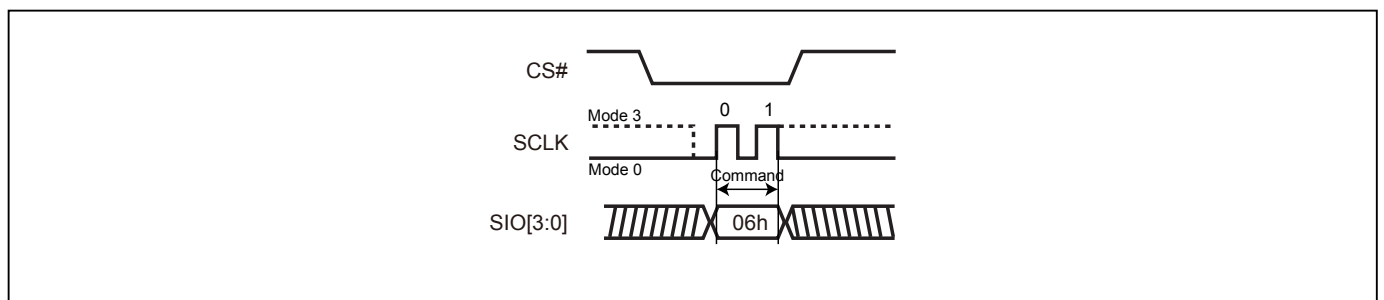 CS#
0 1
Mode 3
SCLK
Mode 0
Command
SIO[3:0]
06h